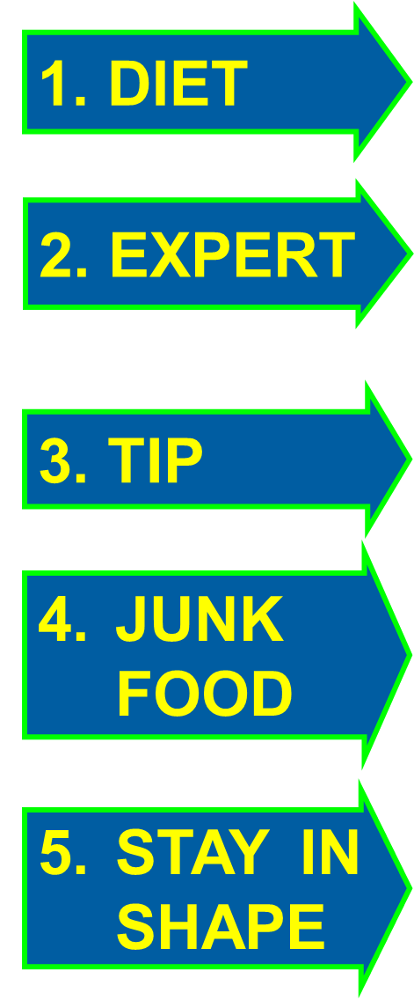 1. DIET
2. EXPERT
3. TIP
4. JUNK
FOOD
5. STAY IN
SHAPE